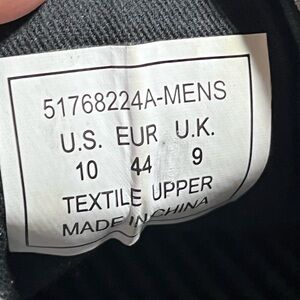 51768224A-MENS
U.S. EUR U.K.
10 44 9
TEXTILE UPPER
MADE IN CHINA